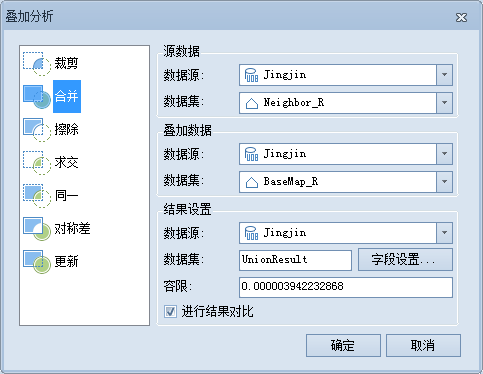 叠加分析
裁剪
合并
擦除
求交
同一
对称差
更新
源数据
数据源: Jingjin
数据集: Neighbor_R
叠加数据
数据源: Jingjin
数据集: BaseMap_R
结果设置
数据源: Jingjin
数据集: UnionResult 字段设置...
容限: 0.000003942232868
进行结果对比
确定 取消